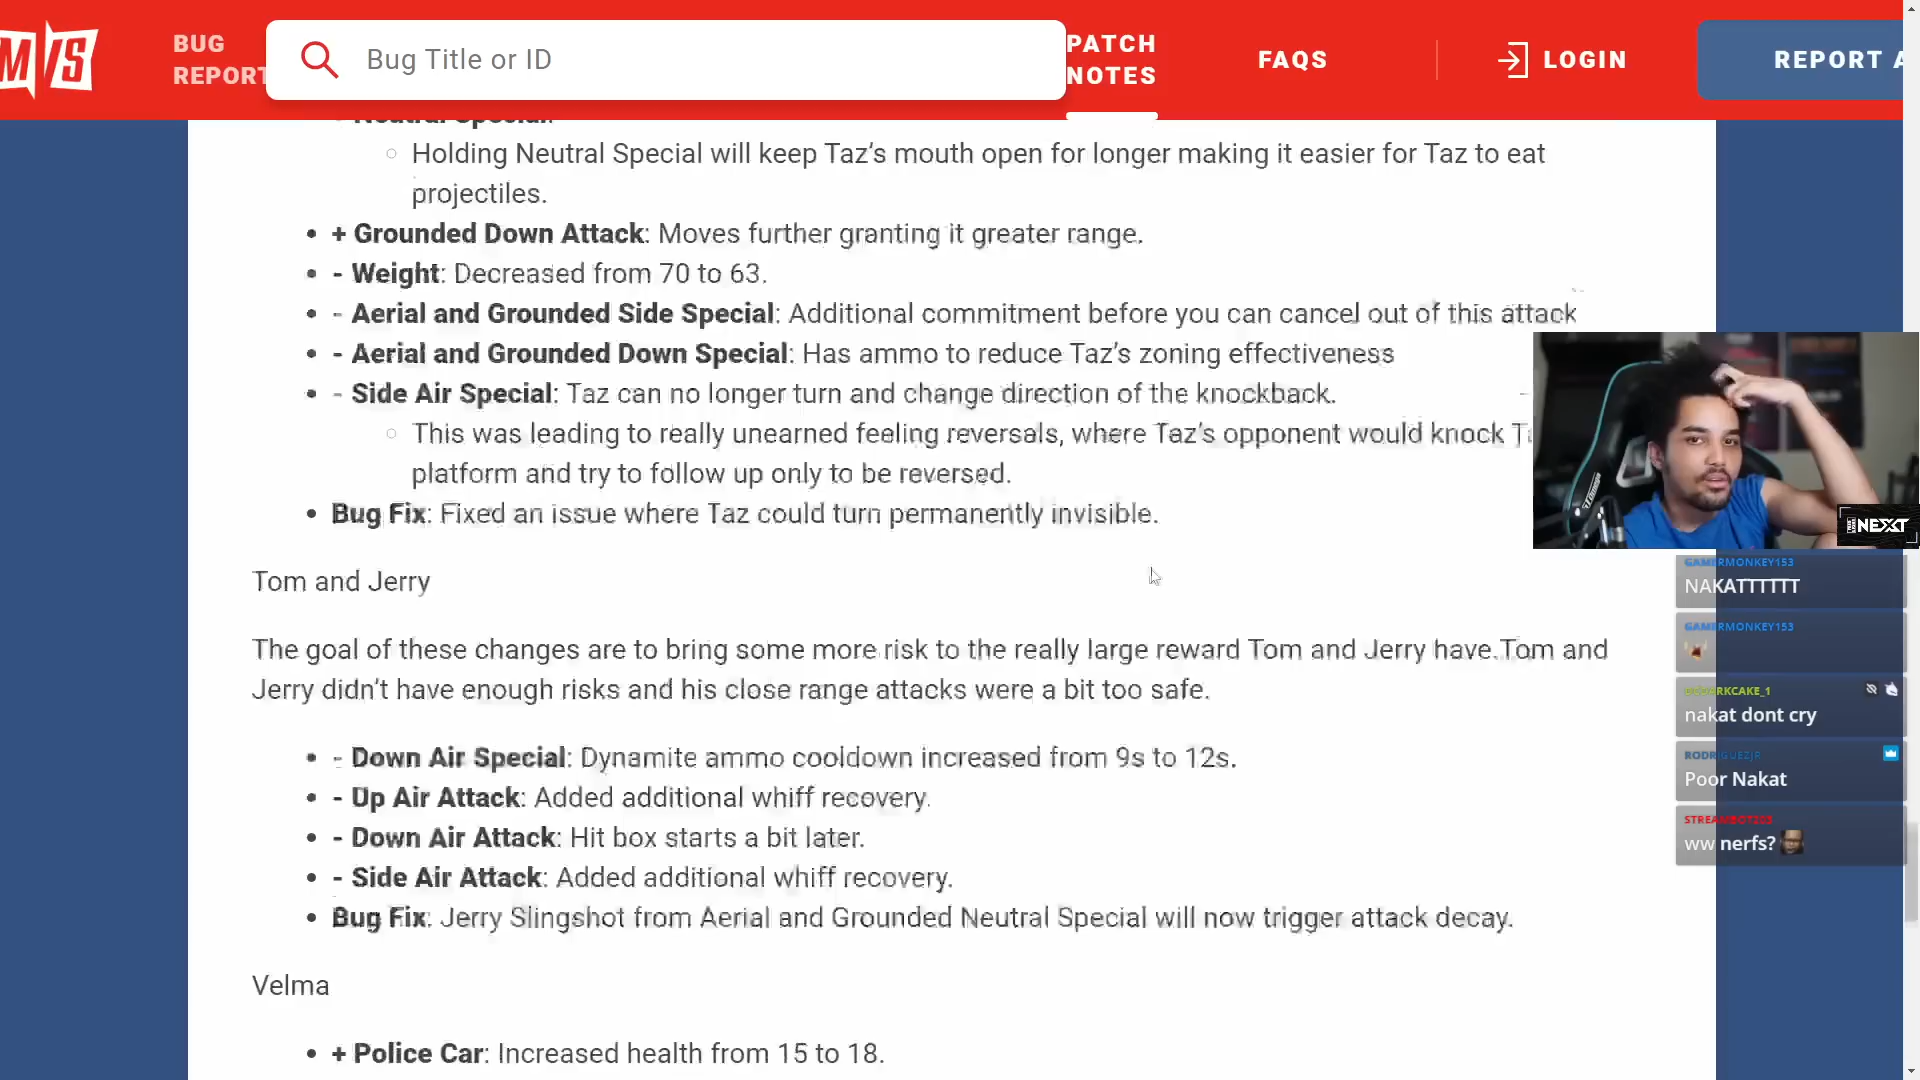 M/S
BUG
REPORT
Bug Title or ID
PATCH
NOTES
FAQS
LOGIN
REPORT A
Neutral Special:
Holding Neutral Special will keep Taz’s mouth open for longer making it easier for Taz to eat
projectiles.
+ Grounded Down Attack: Moves further granting it greater range.
- Weight: Decreased from 70 to 63.
- Aerial and Grounded Side Special: Additional commitment before you can cancel out of this attack
- Aerial and Grounded Down Special: Has ammo to reduce Taz’s zoning effectiveness
- Side Air Special: Taz can no longer turn and change direction of the knockback.
This was leading to really unearned feeling reversals, where Taz’s opponent would knock
platform and try to follow up only to be reversed.
Bug Fix: Fixed an issue where Taz could turn permanently invisible.
NEXT
Tom and Jerry
The goal of these changes are to bring some more risk to the really large reward Tom and Jerry have.Tom and
Jerry didn’t have enough risks and his close range attacks were a bit too safe.
- Down Air Special: Dynamite ammo cooldown increased from 9s to 12s.
- Up Air Attack: Added additional whiff recovery.
- Down Air Attack: Hit box starts a bit later.
- Side Air Attack: Added additional whiff recovery.
Bug Fix: Jerry Slingshot from Aerial and Grounded Neutral Special will now trigger attack decay.
Velma
+ Police Car: Increased health from 15 to 18.
GAMERMONKEY153
NAKATTTTTT
GAMERMONKEY153
nakat dont cry
RODRIGUEZJR
Poor Nakat
ww nerfs?